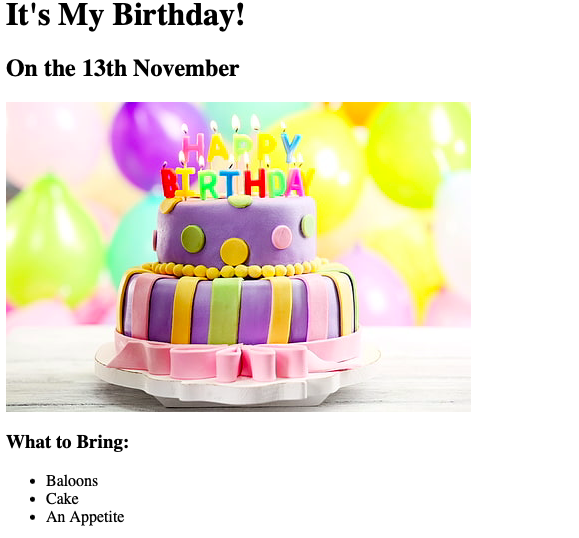 It's My Birthday!
On the 13th November
HAPPY
BIRTHDAY
What to Bring:
Baloons
Cake
An Appetite